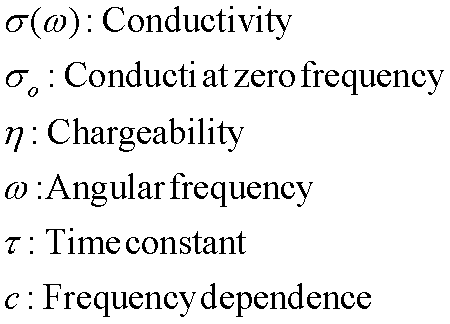 σ(ω): Conductivity
σₒ : Conducti at zero frequency
η : Chargeability
ω :Angular frequency
τ : Time constant
c : Frequency dependence